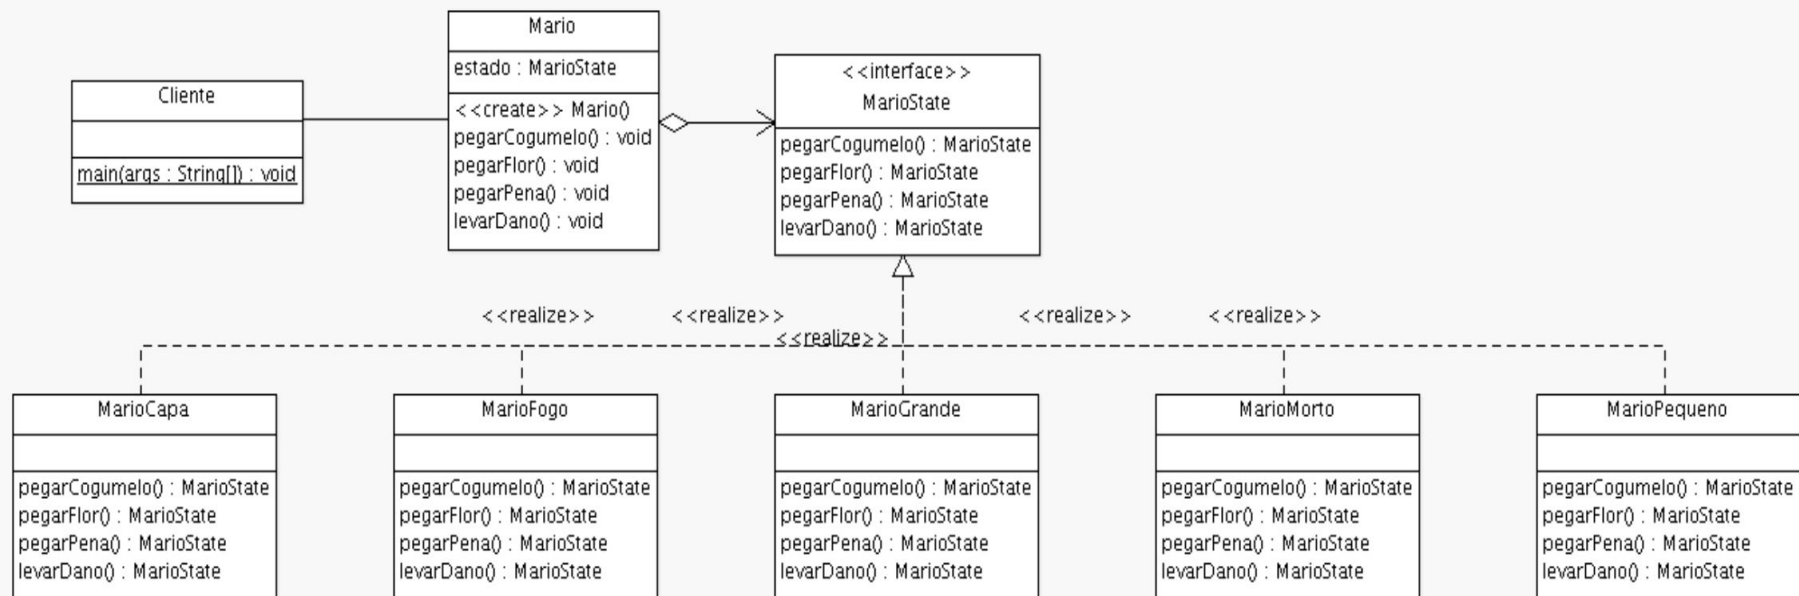 Cliente
main(args : String[]) : void
Mario
estado : MarioState
<<create>> Mario()
pegarCogumelo() : void
pegarFlor() : void
pegarPena() : void
levarDano() : void
<<interface>>
MarioState
pegarCogumelo() : MarioState
pegarFlor() : MarioState
pegarPena() : MarioState
levarDano() : MarioState
<<realize>>
<<realize>>
<<realize>>
<<realize>>
<<realize>>
MarioCapa
pegarCogumelo() : MarioState
pegarFlor() : MarioState
pegarPena() : MarioState
levarDano() : MarioState
MarioFogo
pegarCogumelo() : MarioState
pegarFlor() : MarioState
pegarPena() : MarioState
levarDano() : MarioState
MarioGrande
pegarCogumelo() : MarioState
pegarFlor() : MarioState
pegarPena() : MarioState
levarDano() : MarioState
MarioMorto
pegarCogumelo() : MarioState
pegarFlor() : MarioState
pegarPena() : MarioState
levarDano() : MarioState
MarioPequeno
pegarCogumelo() : MarioState
pegarFlor() : MarioState
pegarPena() : MarioState
levarDano() : MarioState